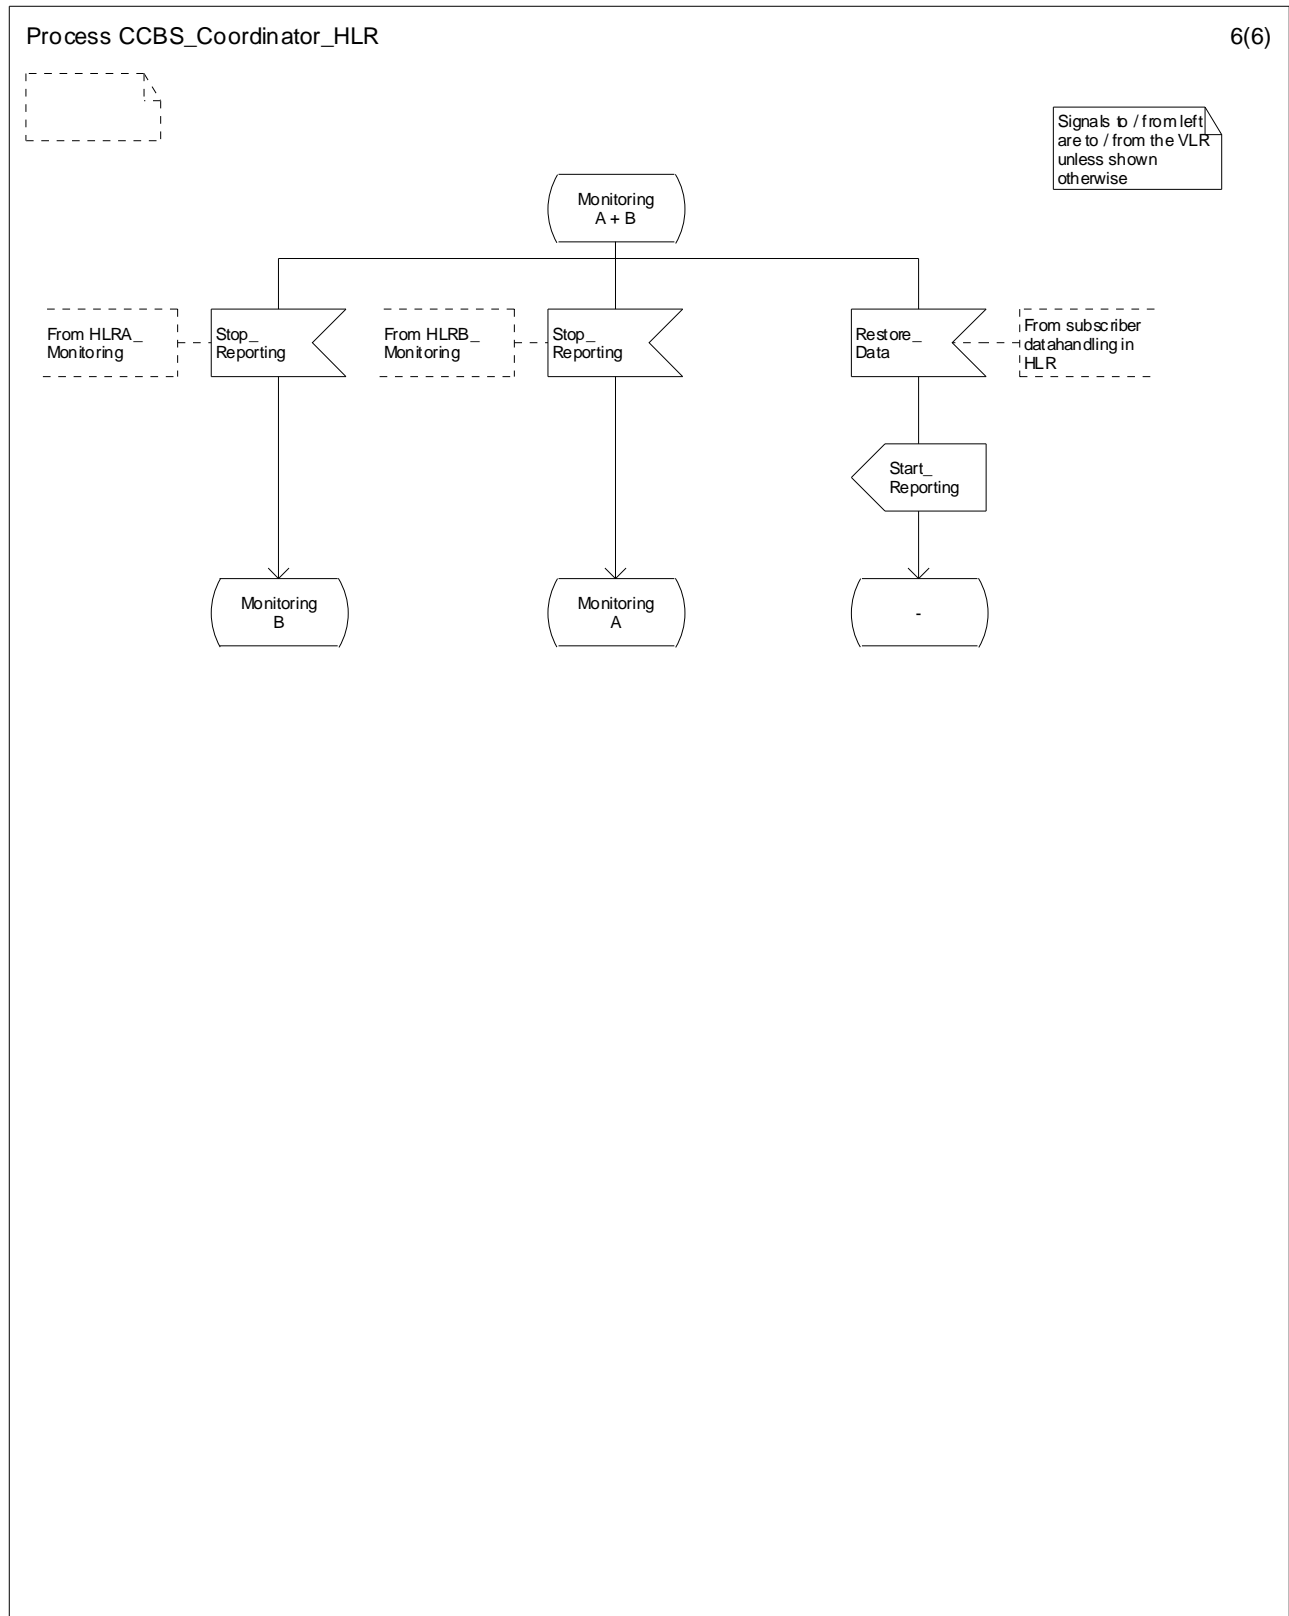 Process CCBS_Coordinator_HLR
6(6)
Signals to / from left
are to / from the VLR
unless shown
otherwise
Monitoring
A + B
From HLRA_
Monitoring
Stop_
Reporting
From HLRB_
Monitoring
Stop_
Reporting
Restore_
Data
From subscriber
datahandling in
HLR
Start_
Reporting
Monitoring
B
Monitoring
A
-